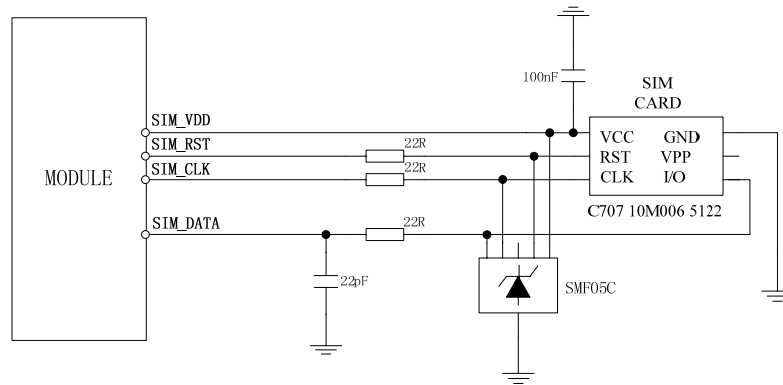 100nF
SIM
CARD
SIM_VDD
SIM_RST
22R
VCC GND
RST VPP
SIM_CLK
22R
CLK I/O
MODULE
C707 10M006 5122
SIM_DATA
22R
22pF
SMF05C